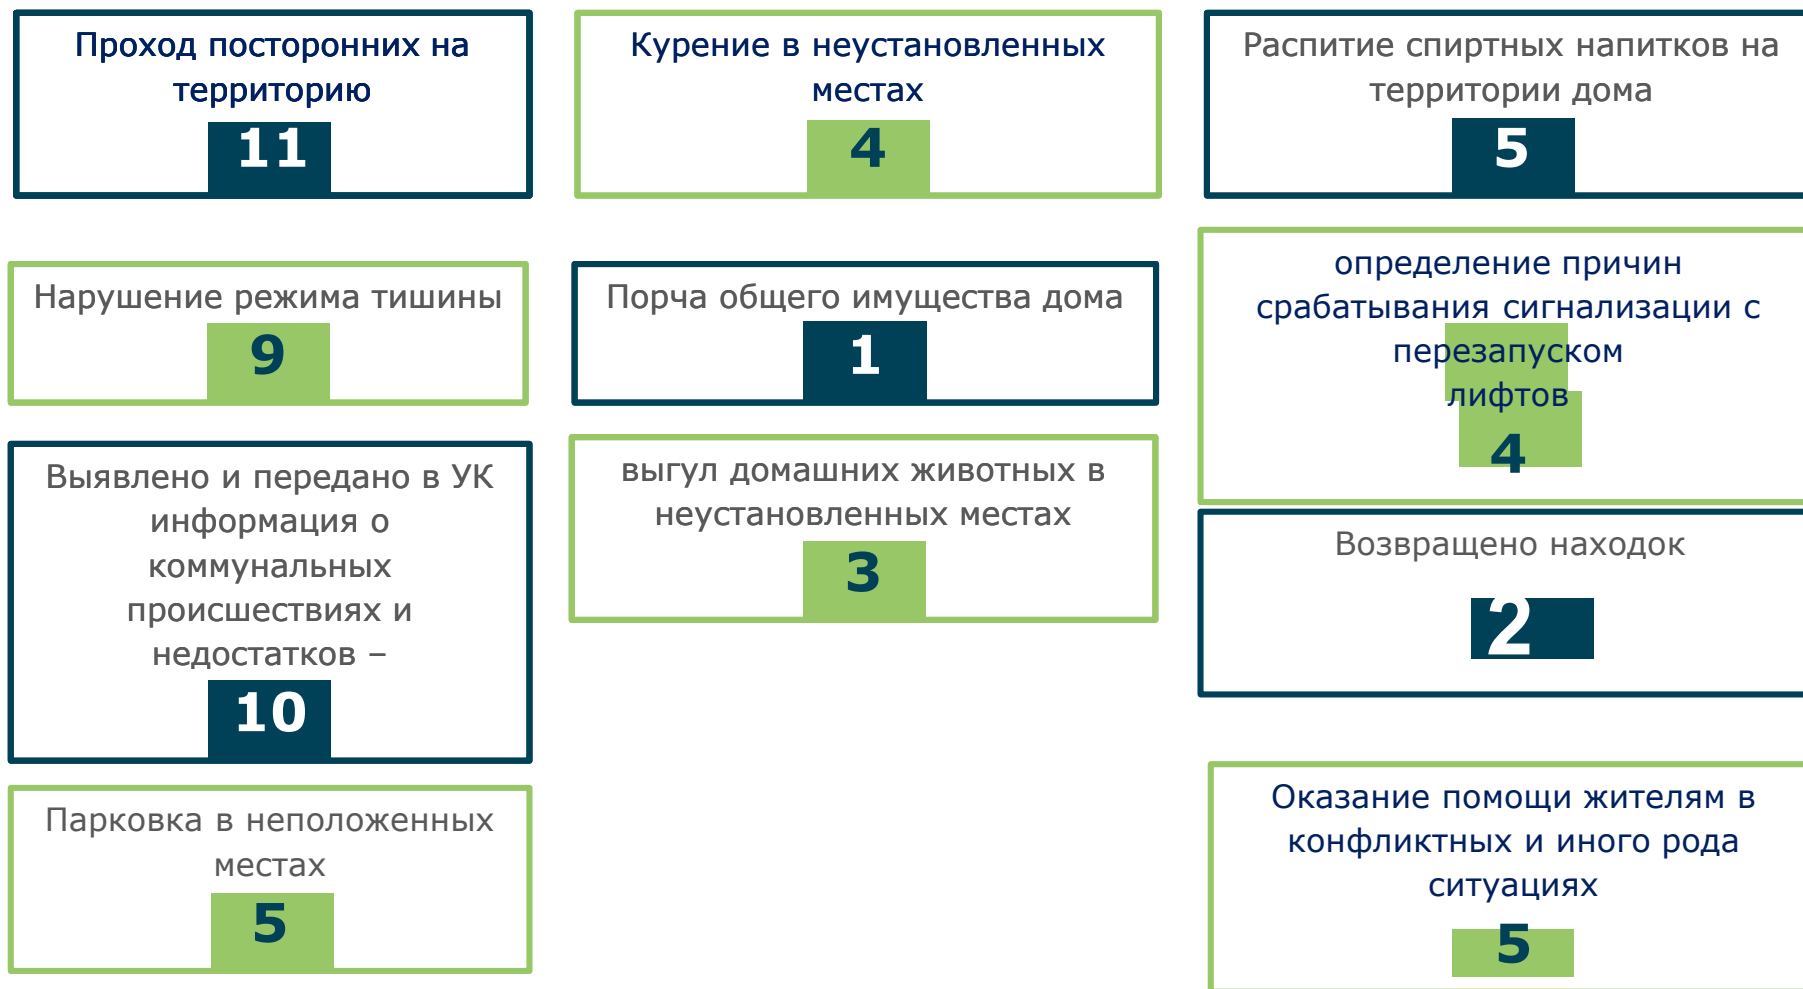 Проход посторонних на
территорию
11
Курение в неустановленных
местах
4
Распитие спиртных напитков на
территории дома
5
Нарушение режима тишины
9
Порча общего имущества дома
1
определение причин
срабатывания сигнализации с
перезапуском
лифтов
4
Выявлено и передано в УК
информация о
коммунальных
происшествиях и
недостатков –
10
выгул домашних животных в
неустановленных местах
3
Возвращено находок
2
Парковка в неположенных
местах
5
Оказание помощи жителям в
конфликтных и иного рода
ситуациях
5